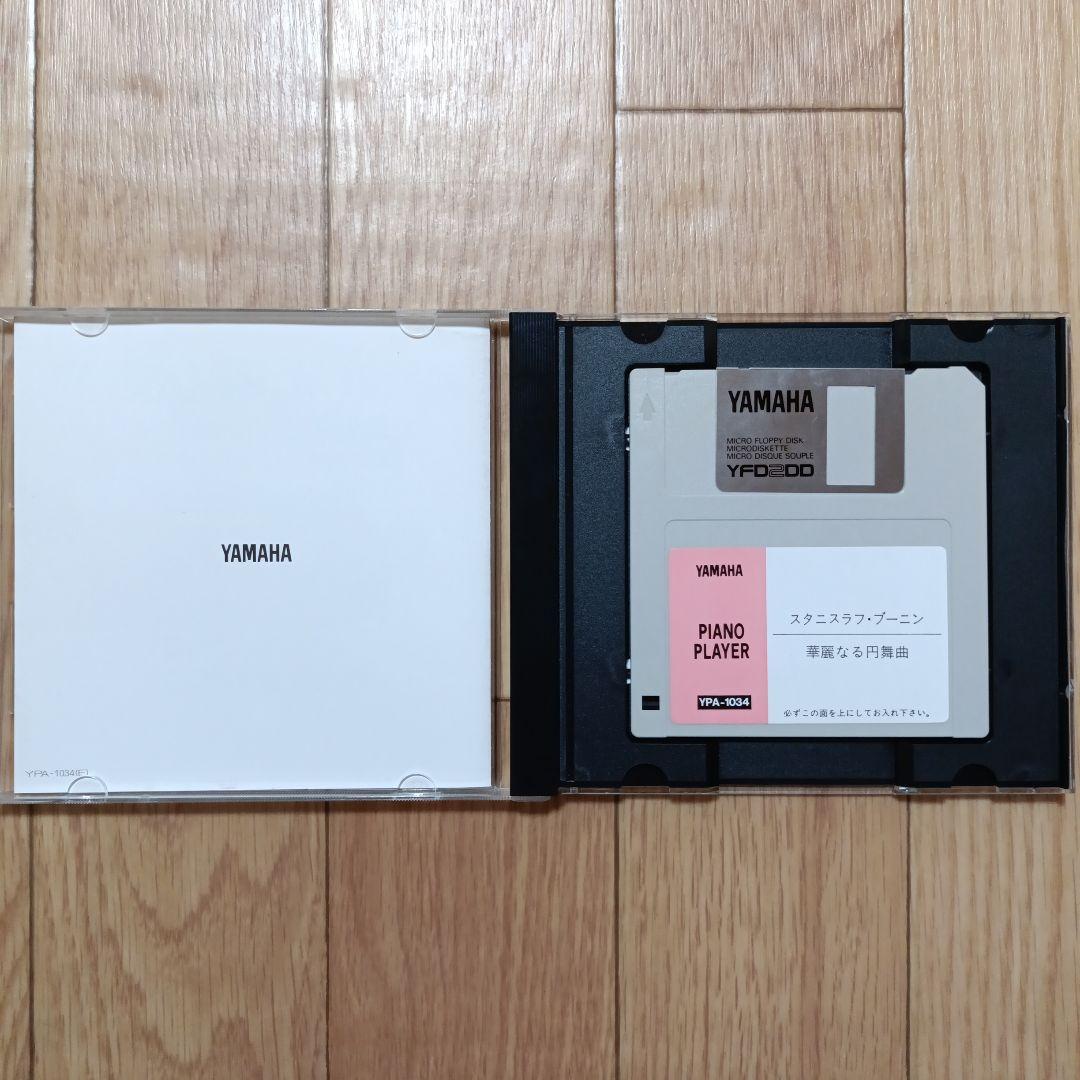 YAMAHA
YPA-1034(F)
YAMAHA
MICRO FLOPPY DISK
MICRODISKETTE
MICRO DISQUE SOUPLE
YFD2DD
YAMAHA
PIANO
PLAYER
YPA-1034
スタニスラフ・ブーニン
華麗なる円舞曲
必ずこの面を上にしてお入れ下さい。